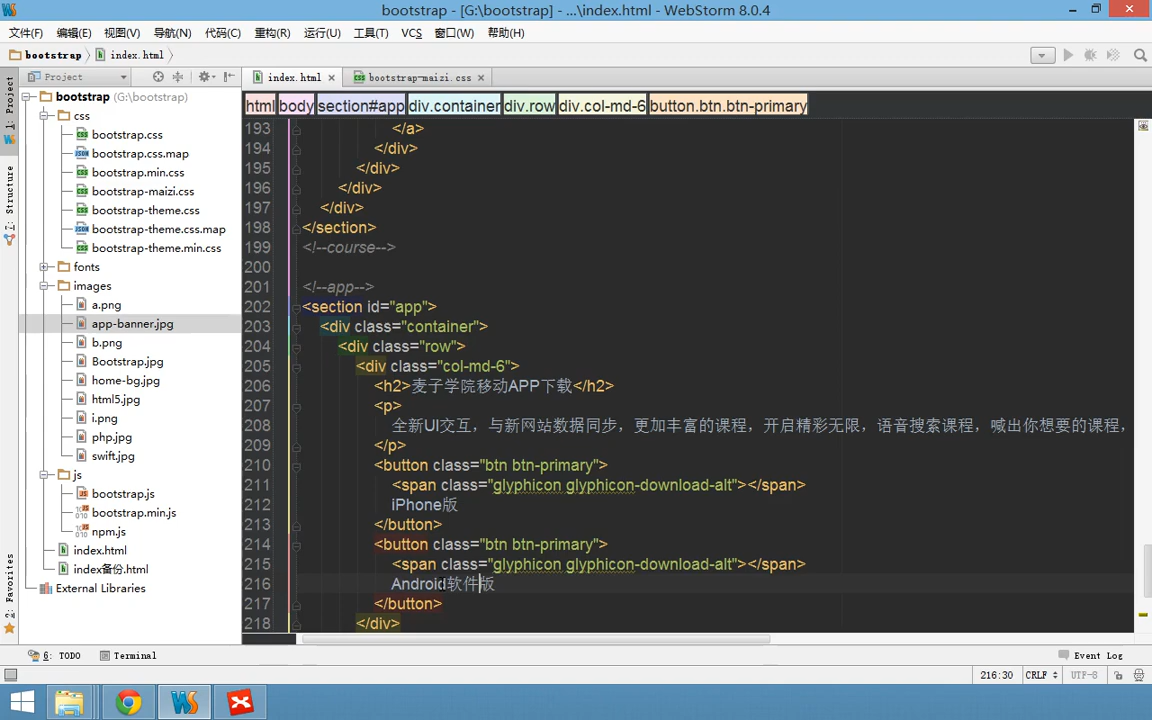 bootstrap - [G:\bootstrap] - ...\index.html - WebStorm 8.0.4
文件(F) 编辑(E) 视图(V) 导航(N) 代码(C) 重构(R) 运行(U) 工具(T) VCS 窗口(W) 帮助(H)
bootstrap index.html
Project index.html bootstrap-maizi.css
html body section#app div.container div.row div.col-md-6 button.btn.btn-primary
1: Project
7: Structure
2: Favorites
bootstrap (G:\bootstrap)
css
bootstrap.css
bootstrap.css.map
bootstrap.min.css
bootstrap-maizi.css
bootstrap-theme.css
bootstrap-theme.css.map
bootstrap-theme.min.css
fonts
images
a.png
app-banner.jpg
b.png
Bootstrap.jpg
home-bg.jpg
html5.jpg
i.png
php.jpg
swift.jpg
js
bootstrap.js
bootstrap.min.js
npm.js
index.html
index备份.html
External Libraries
193 </a>
194 </div>
195 </div>
196 </div>
197 </div>
198 </section>
199 <!--course-->
200
201 <!--app-->
202 <section id="app">
203 <div class="container">
204 <div class="row">
205 <div class="col-md-6">
206 <h2>麦子学院移动APP下载</h2>
207 <p>
208 全新UI交互，与新网站数据同步，更加丰富的课程，开启精彩无限，语音搜索课程，喊出你想要的课程，
209 </p>
210 <button class="btn btn-primary">
211 <span class="glyphicon glyphicon-download-alt"></span>
212 iPhone版
213 </button>
214 <button class="btn btn-primary">
215 <span class="glyphicon glyphicon-download-alt"></span>
216 Android软件版
217 </button>
218 </div>
6: TODO Terminal Event Log
216:30 CRLF UTF-8